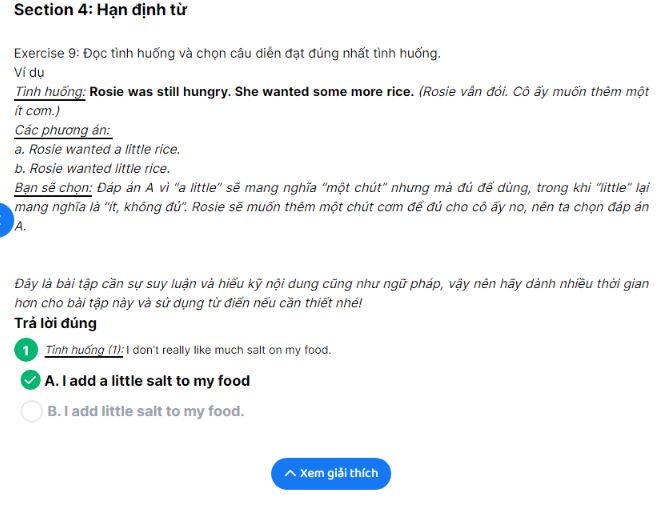 Section 4: Hạn định từ
Exercise 9: Đọc tình huống và chọn câu diễn đạt đúng nhất tình huống.
Ví dụ
Tình huống: Rosie was still hungry. She wanted some more rice. (Rosie vẫn đói. Cô ấy muốn thêm một
ít cơm.)
Các phương án:
a. Rosie wanted a little rice.
b. Rosie wanted little rice.
Bạn sẽ chọn: Đáp án A vì "a little" sẽ mang nghĩa "một chút" nhưng mà đủ để dùng, trong khi "little" lại
mang nghĩa là "ít, không đủ". Rosie sẽ muốn thêm một chút cơm để đủ cho cô ấy no, nên ta chọn đáp án
A.
Đây là bài tập cần sự suy luận và hiểu kỹ nội dung cũng như ngữ pháp, vậy nên hãy dành nhiều thời gian
hơn cho bài tập này và sử dụng từ điển nếu cần thiết nhé!
Trả lời đúng
1 Tình huống (1): I don't really like much salt on my food.
A. I add a little salt to my food
B. I add little salt to my food.
Xem giải thích